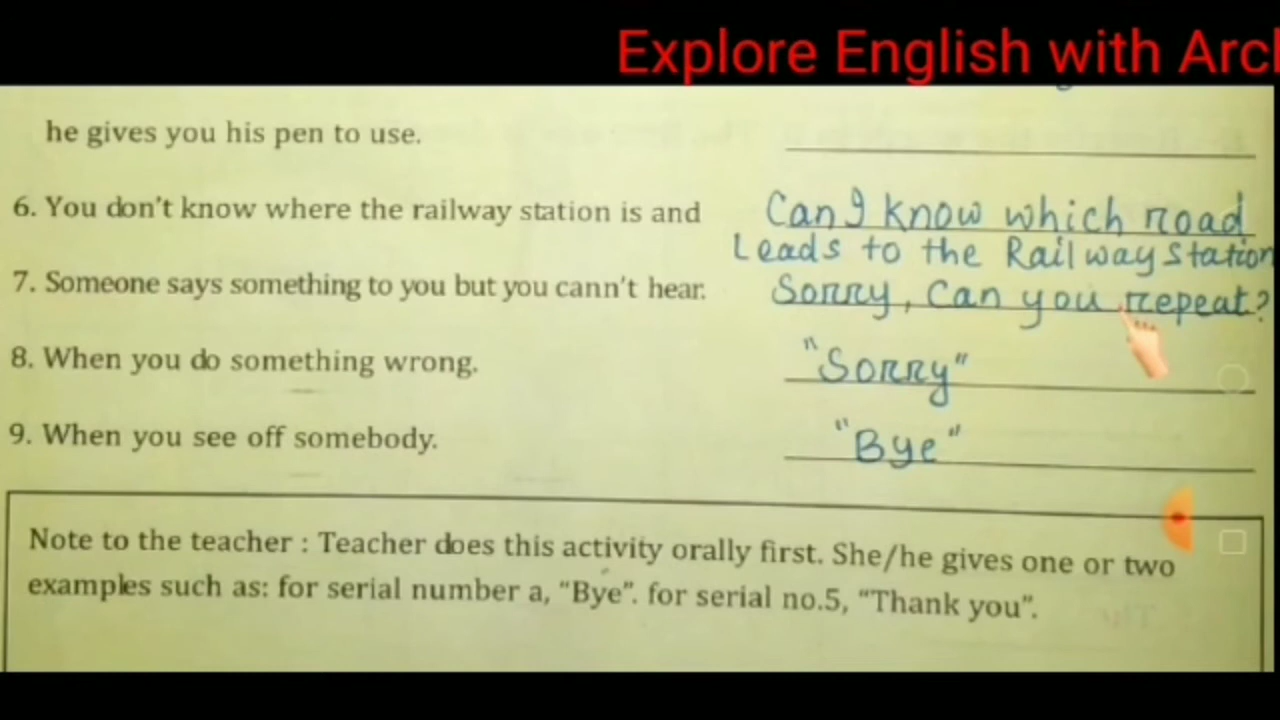 Explore English with
he gives you his pen to use.
6. You don't know where the railway station is and
Can I know which road
Leads to the Railway Station
7. Someone says something to you but you cann't hear.
Sorry, Can you repeat?
8. When you do something wrong.
"Sorry"
9. When you see off somebody.
"Bye"
Note to the teacher : Teacher does this activity orally first. She/he gives one or two
examples such as: for serial number a, “Bye”. for serial no.5, “Thank you”.